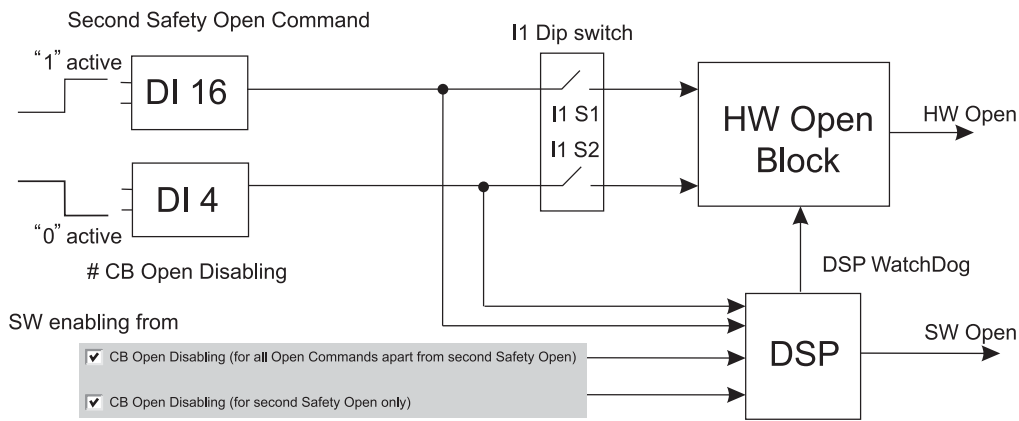 Second Safety Open Command
I1 Dip switch
"1" active
DI 16
I1 S1
HW Open
Block
HW Open
I1 S2
DI 4
"0" active
# CB Open Disabling
DSP WatchDog
SW enabling from
CB Open Disabling (for all Open Commands apart from second Safety Open)
DSP
SW Open
CB Open Disabling (for second Safety Open only)